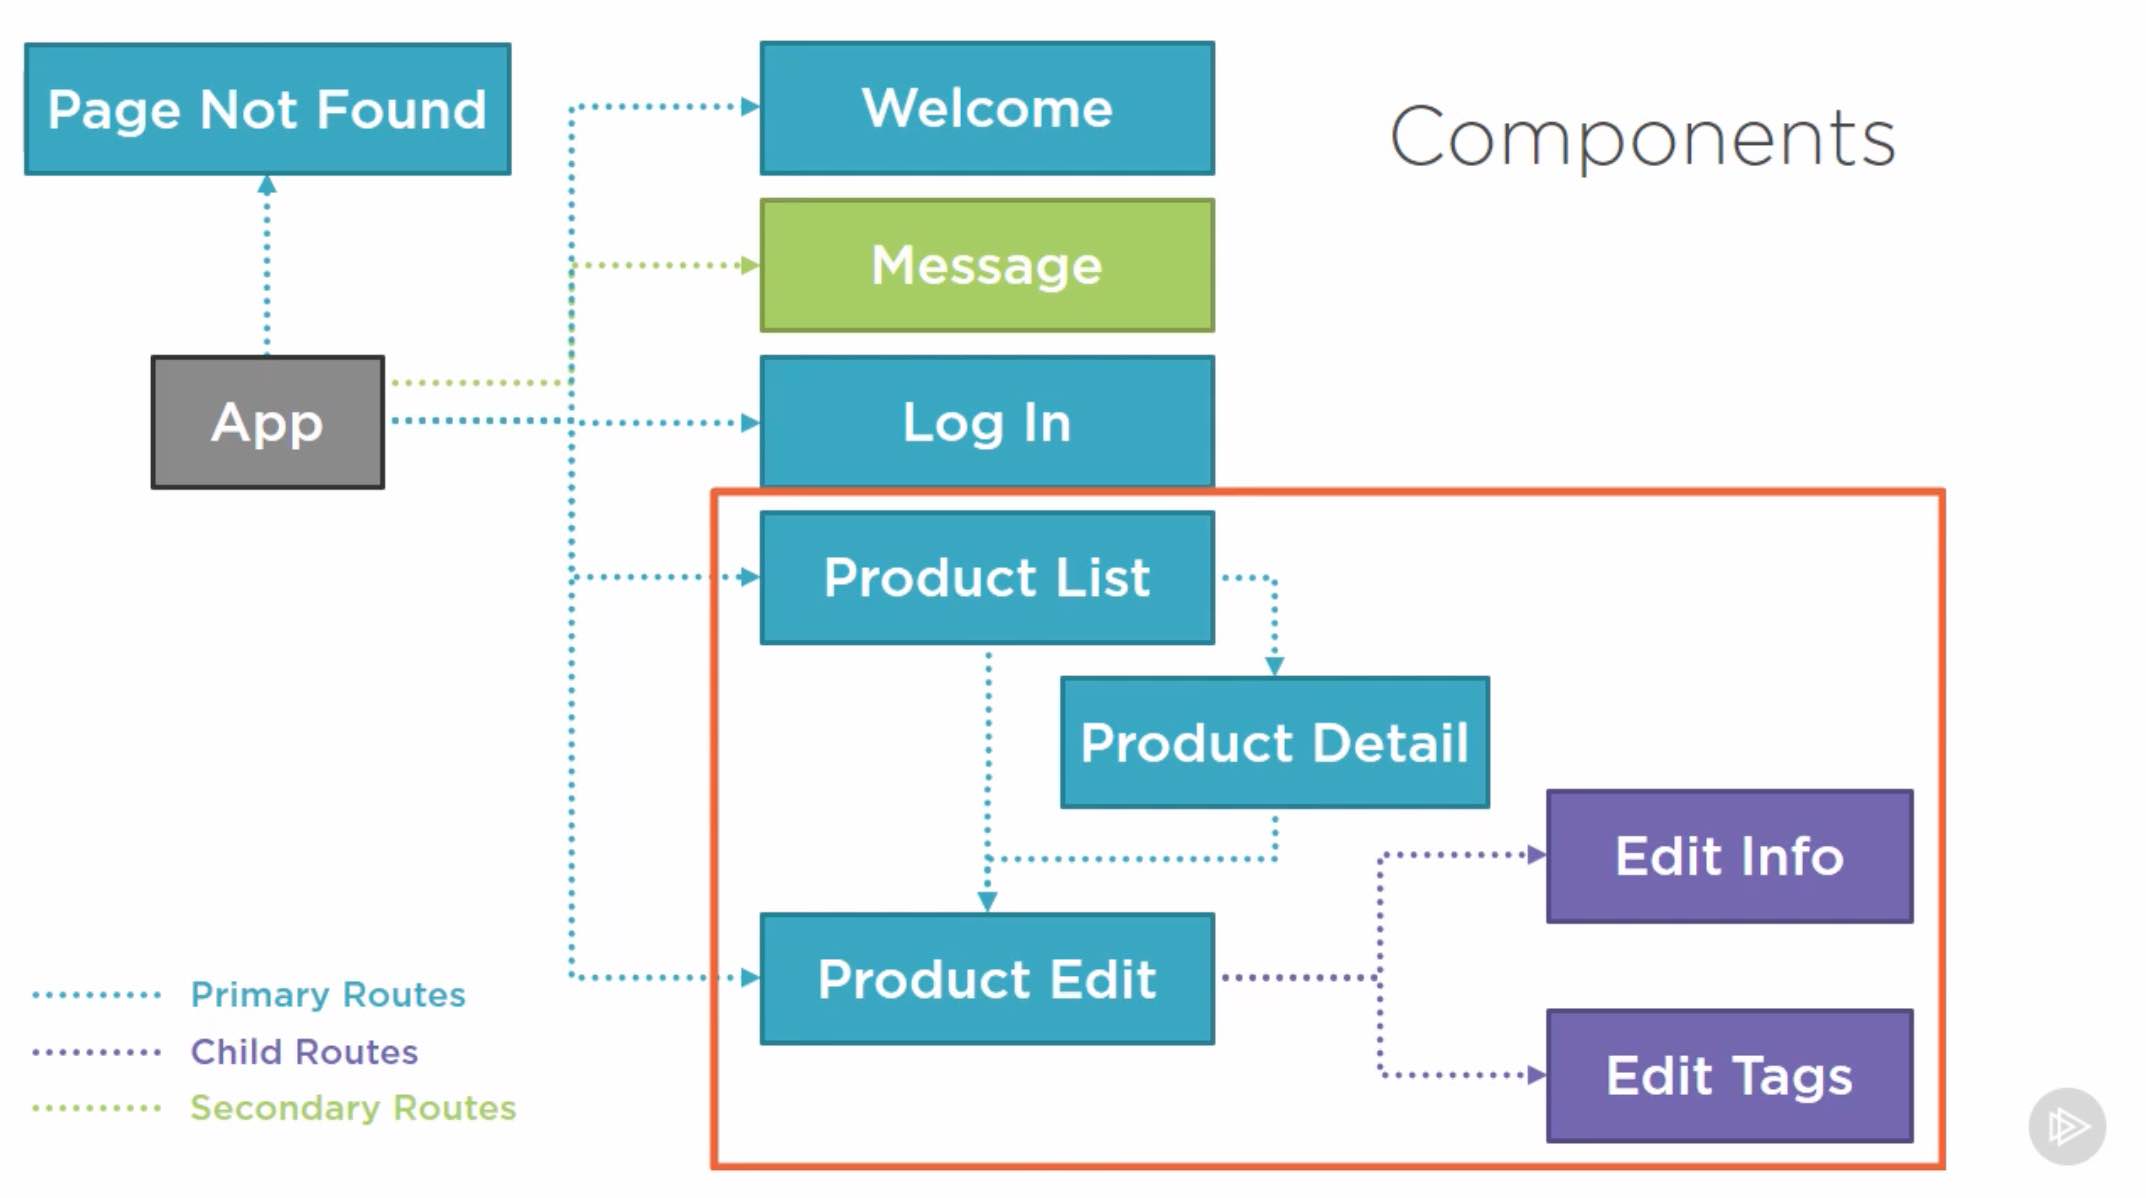 Page Not Found
Welcome
Components
Message
App
Log In
Product List
Product Detail
Edit Info
Product Edit
Edit Tags
Primary Routes
Child Routes
Secondary Routes